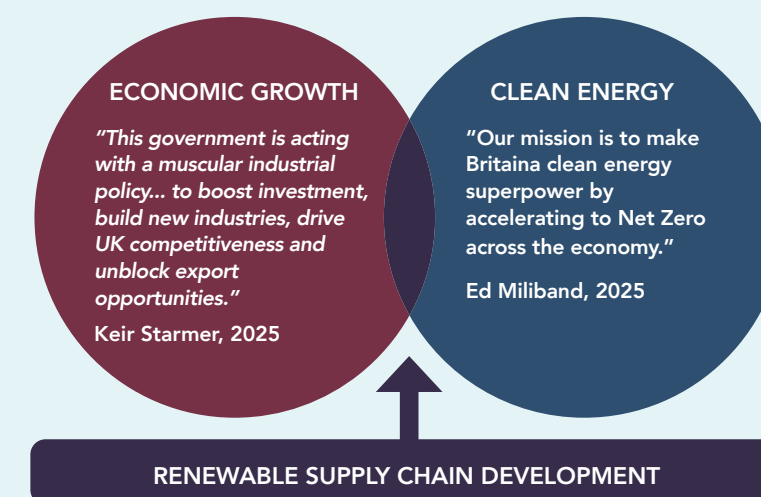 ECONOMIC GROWTH
"This government is acting
with a muscular industrial
policy... to boost investment,
build new industries, drive
UK competitiveness and
unblock export
opportunities."
Keir Starmer, 2025
CLEAN ENERGY
"Our mission is to make
Britaina clean energy
superpower by
accelerating to Net Zero
across the economy."
Ed Miliband, 2025
RENEWABLE SUPPLY CHAIN DEVELOPMENT